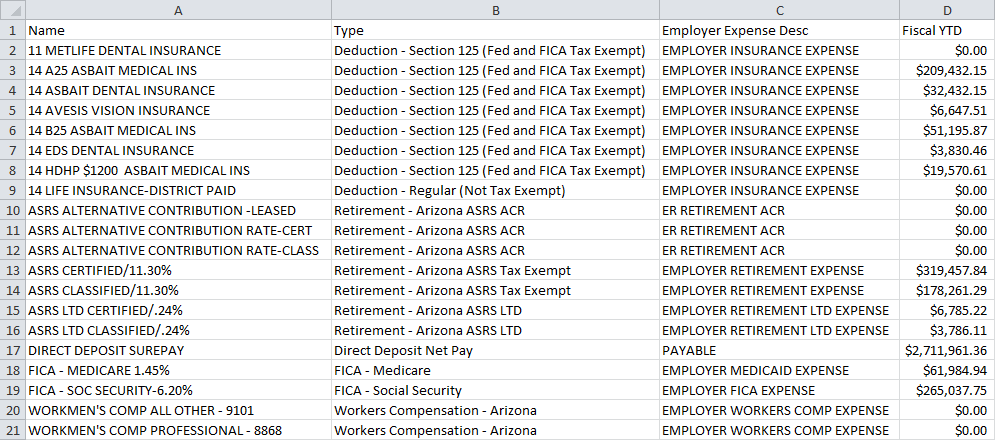 A B C D
1 Name Type Employer Expense Desc Fiscal YTD
2 11 METLIFE DENTAL INSURANCE Deduction - Section 125 (Fed and FICA Tax Exempt) EMPLOYER INSURANCE EXPENSE $0.00
3 14 A25 ASBAIT MEDICAL INS Deduction - Section 125 (Fed and FICA Tax Exempt) EMPLOYER INSURANCE EXPENSE $209,432.15
4 14 ASBAIT DENTAL INSURANCE Deduction - Section 125 (Fed and FICA Tax Exempt) EMPLOYER INSURANCE EXPENSE $32,432.15
5 14 AVESIS VISION INSURANCE Deduction - Section 125 (Fed and FICA Tax Exempt) EMPLOYER INSURANCE EXPENSE $6,647.51
6 14 B25 ASBAIT MEDICAL INS Deduction - Section 125 (Fed and FICA Tax Exempt) EMPLOYER INSURANCE EXPENSE $51,195.87
7 14 EDS DENTAL INSURANCE Deduction - Section 125 (Fed and FICA Tax Exempt) EMPLOYER INSURANCE EXPENSE $3,830.46
8 14 HDHP $1200 ASBAIT MEDICAL INS Deduction - Section 125 (Fed and FICA Tax Exempt) EMPLOYER INSURANCE EXPENSE $19,570.61
9 14 LIFE INSURANCE-DISTRICT PAID Deduction - Regular (Not Tax Exempt) EMPLOYER INSURANCE EXPENSE $0.00
10 ASRS ALTERNATIVE CONTRIBUTION -LEASED Retirement - Arizona ASRS ACR ER RETIREMENT ACR $0.00
11 ASRS ALTERNATIVE CONTRIBUTION RATE-CERT Retirement - Arizona ASRS ACR ER RETIREMENT ACR $0.00
12 ASRS ALTERNATIVE CONTRIBUTION RATE-CLASS Retirement - Arizona ASRS ACR ER RETIREMENT ACR $0.00
13 ASRS CERTIFIED/11.30% Retirement - Arizona ASRS Tax Exempt EMPLOYER RETIREMENT EXPENSE $319,457.84
14 ASRS CLASSIFIED/11.30% Retirement - Arizona ASRS Tax Exempt EMPLOYER RETIREMENT EXPENSE $178,261.29
15 ASRS LTD CERTIFIED/.24% Retirement - Arizona ASRS LTD EMPLOYER RETIREMENT LTD EXPENSE $6,785.22
16 ASRS LTD CLASSIFIED/.24% Retirement - Arizona ASRS LTD EMPLOYER RETIREMENT LTD EXPENSE $3,786.11
17 DIRECT DEPOSIT SUREPAY Direct Deposit Net Pay PAYABLE $2,711,961.36
18 FICA - MEDICARE 1.45% FICA - Medicare EMPLOYER MEDICAID EXPENSE $61,984.94
19 FICA - SOC SECURITY-6.20% FICA - Social Security EMPLOYER FICA EXPENSE $265,037.75
20 WORKMEN'S COMP ALL OTHER - 9101 Workers Compensation - Arizona EMPLOYER WORKERS COMP EXPENSE $0.00
21 WORKMEN'S COMP PROFESSIONAL - 8868 Workers Compensation - Arizona EMPLOYER WORKERS COMP EXPENSE $0.00